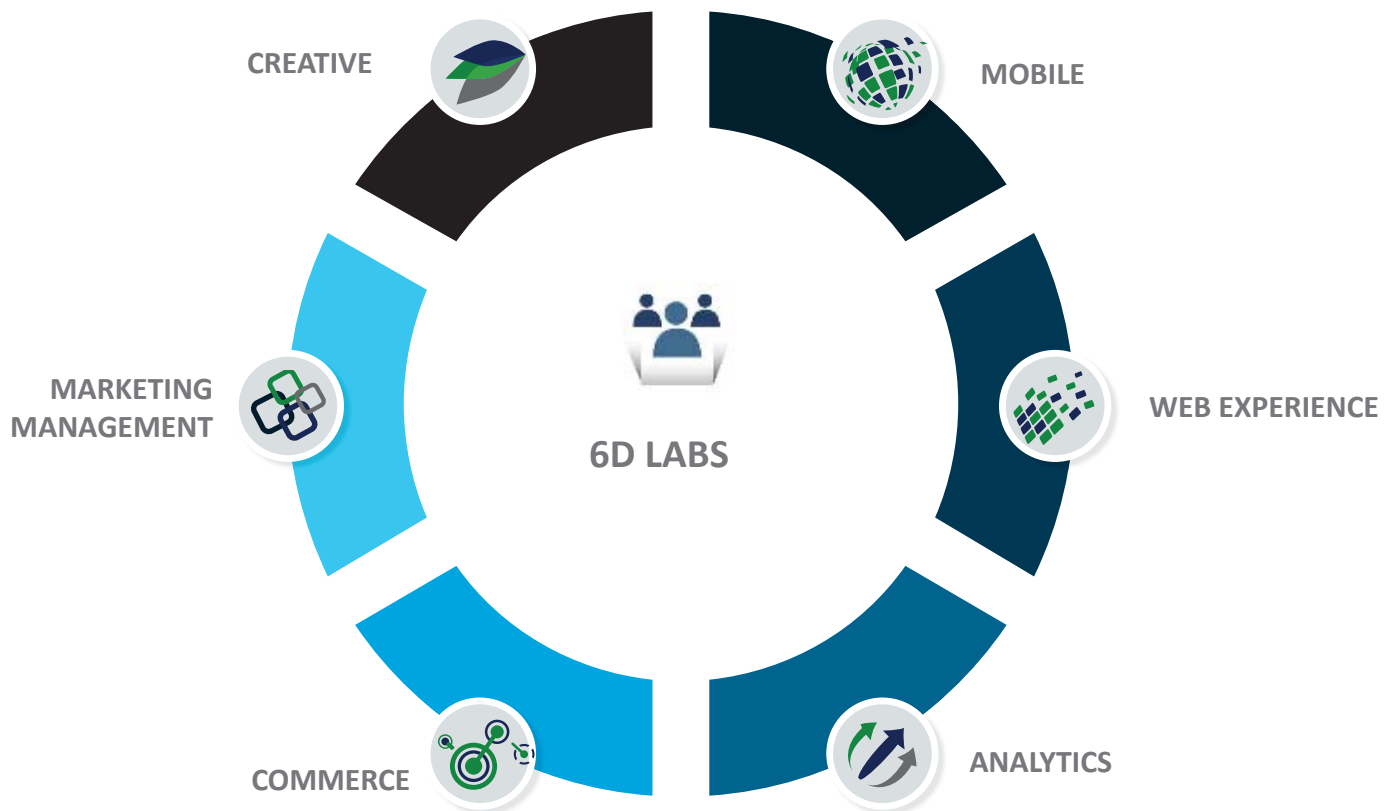 CREATIVE
MOBILE
MARKETING
MANAGEMENT
WEB EXPERIENCE
6D LABS
COMMERCE
ANALYTICS